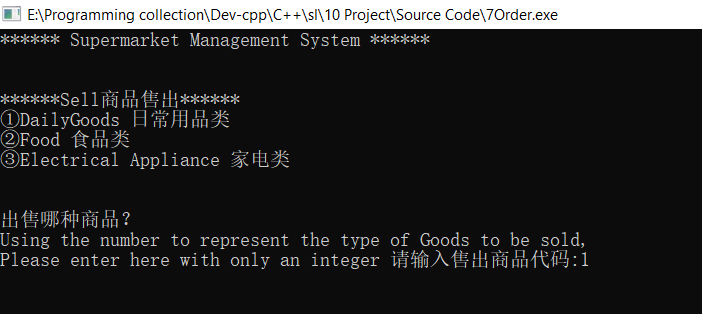 E:\Programming collection\Dev-cpp\C++\sl\10 Project\Source Code\7Order.exe
****** Supermarket Management System ******
******Sell商品售出******
①DailyGoods 日常用品类
②Food 食品类
③Electrical Appliance 家电类
出售哪种商品?
Using the number to represent the type of Goods to be sold,
Please enter here with only an integer 请输入售出商品代码:1